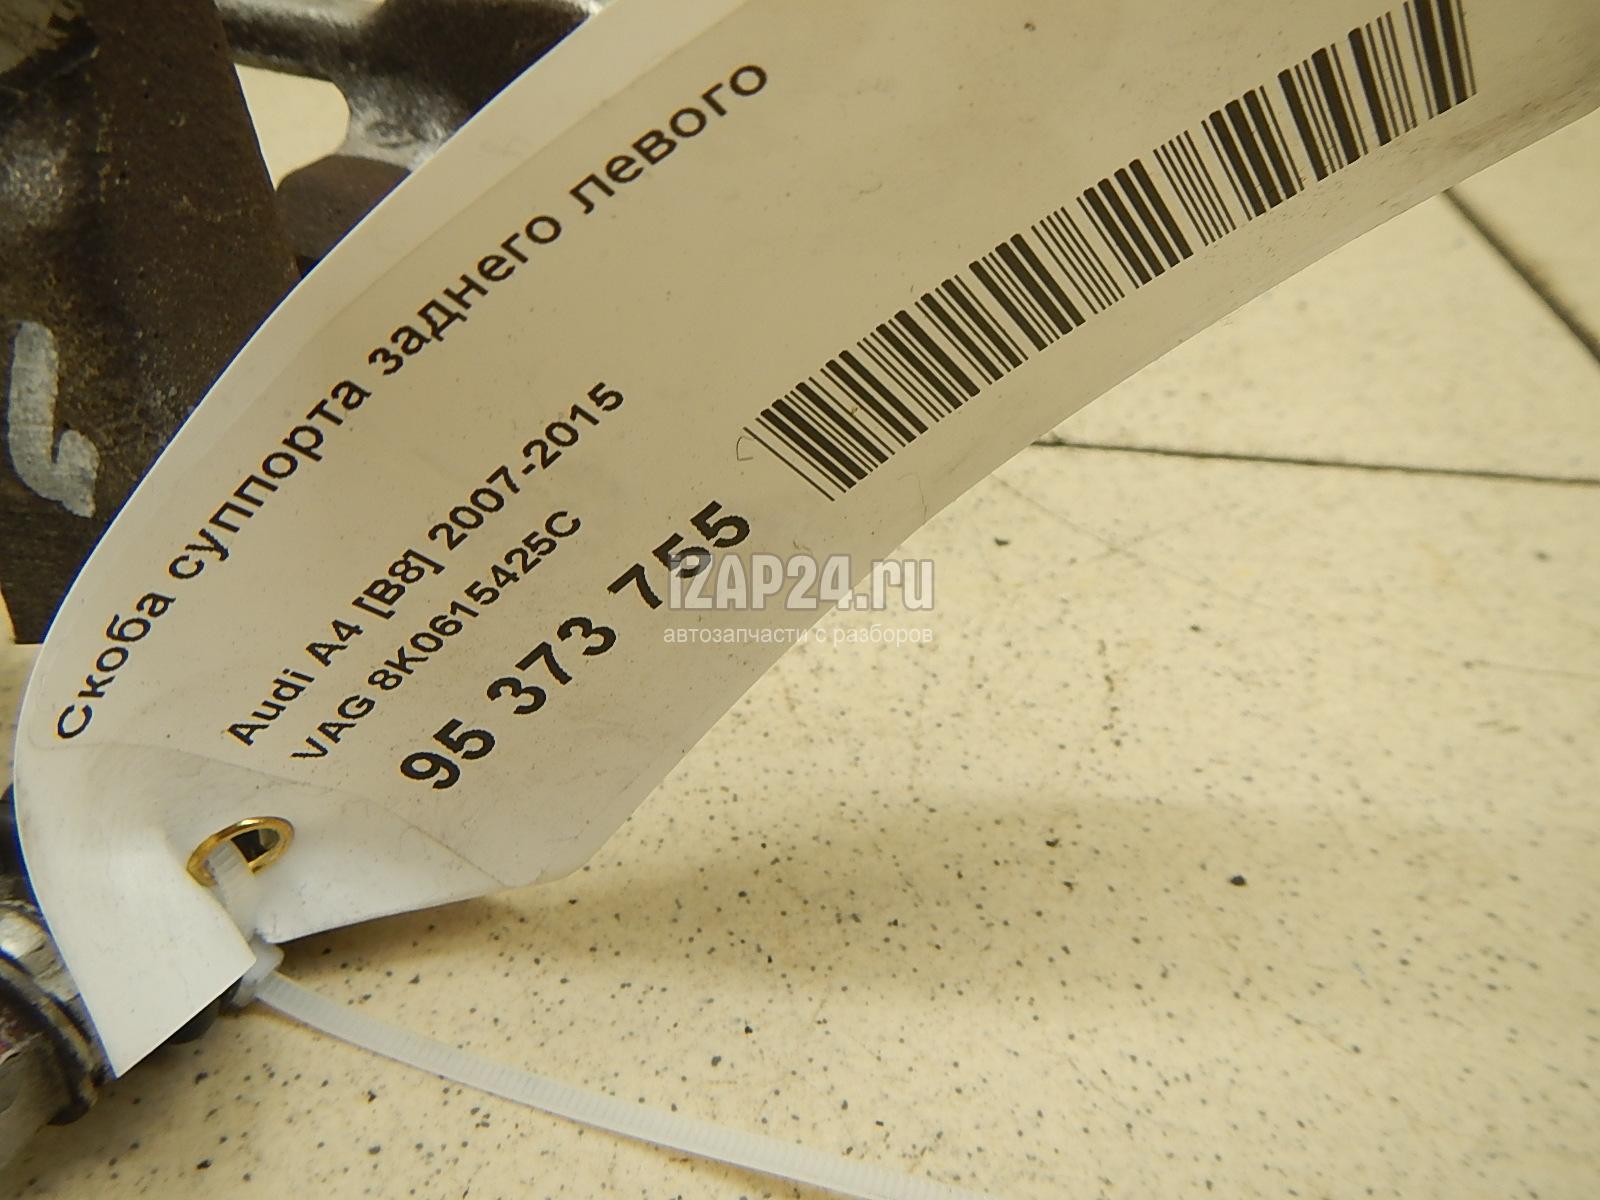 Скоба суппорта заднего левого
Audi A4 [B8] 2007-2015
VAG 8K0615425C
95 373 755
iZAP24.ru
автозапчасти с разборов